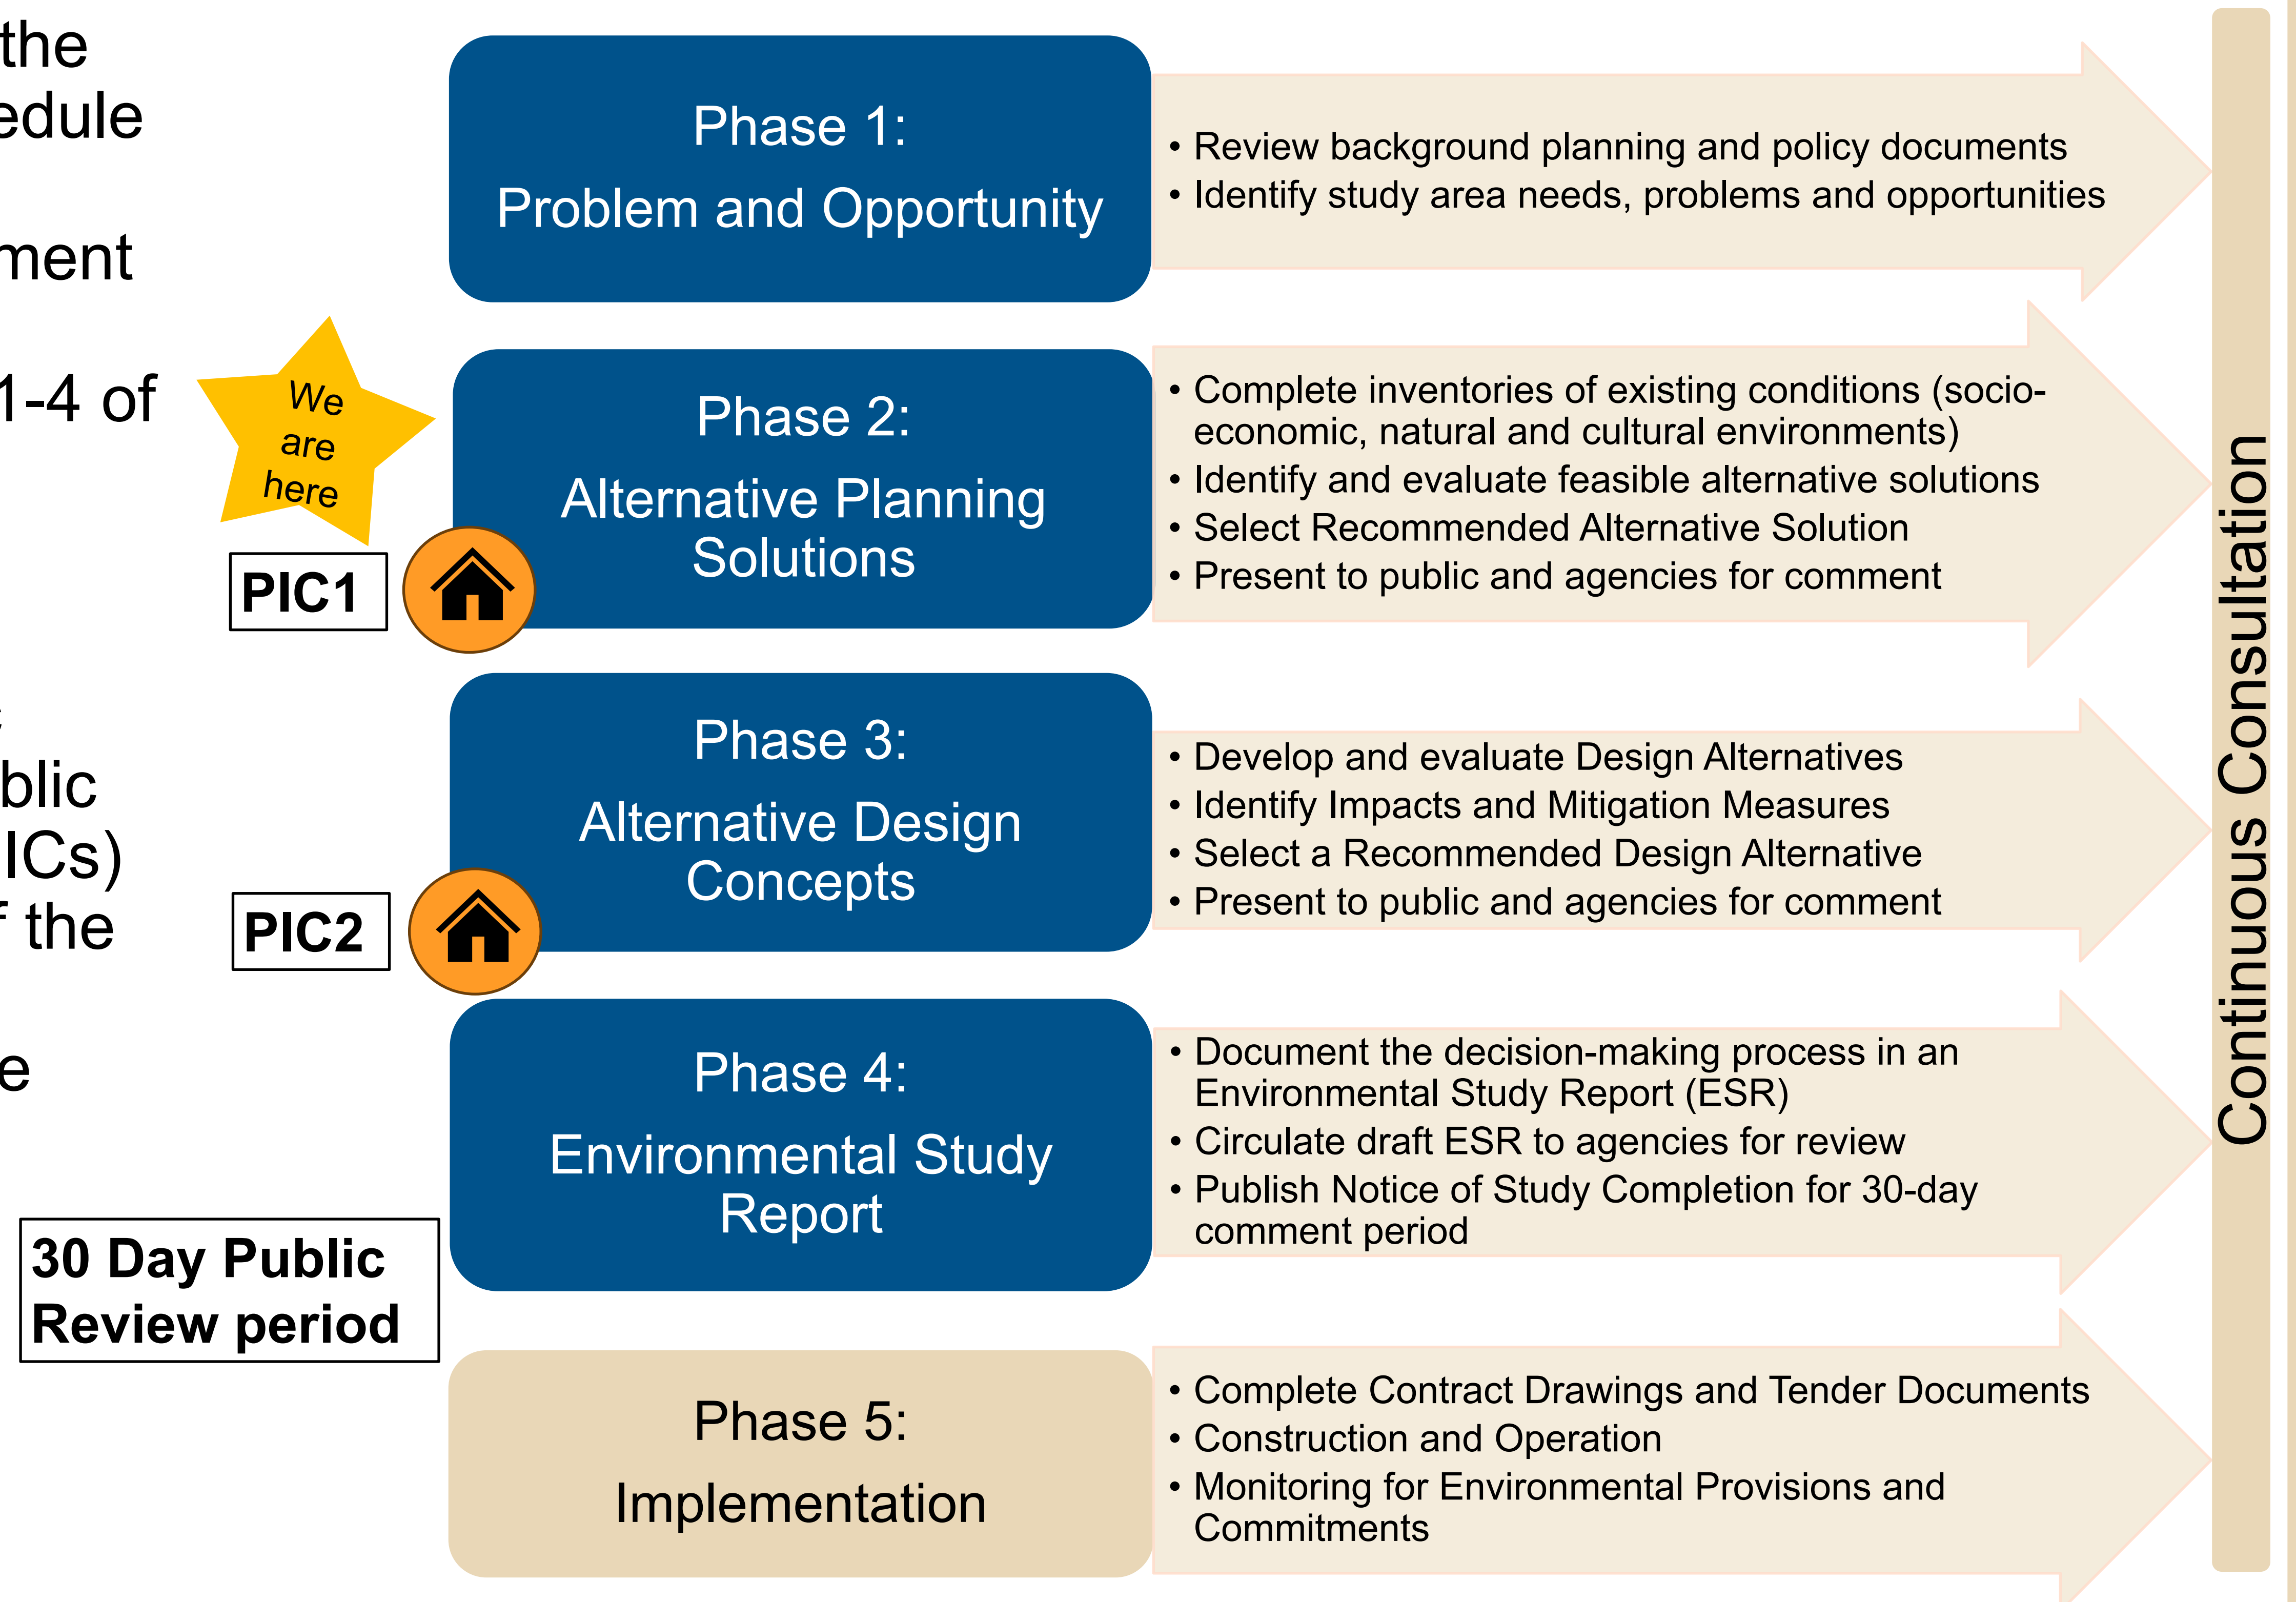 the
edule
ment
1-4 of
blic
ICs)
f the
e
Phase 1:
Problem and Opportunity
• Review background planning and policy documents
• Identify study area needs, problems and opportunities
We
are
here
PIC1
Phase 2:
Alternative Planning
Solutions
• Complete inventories of existing conditions (socio-
economic, natural and cultural environments)
• Identify and evaluate feasible alternative solutions
• Select Recommended Alternative Solution
• Present to public and agencies for comment
PIC2
Phase 3:
Alternative Design
Concepts
• Develop and evaluate Design Alternatives
• Identify Impacts and Mitigation Measures
• Select a Recommended Design Alternative
• Present to public and agencies for comment
Phase 4:
Environmental Study
Report
• Document the decision-making process in an
Environmental Study Report (ESR)
• Circulate draft ESR to agencies for review
• Publish Notice of Study Completion for 30-day
comment period
30 Day Public
Review period
Phase 5:
Implementation
• Complete Contract Drawings and Tender Documents
• Construction and Operation
• Monitoring for Environmental Provisions and
Commitments
Continuous Consultation